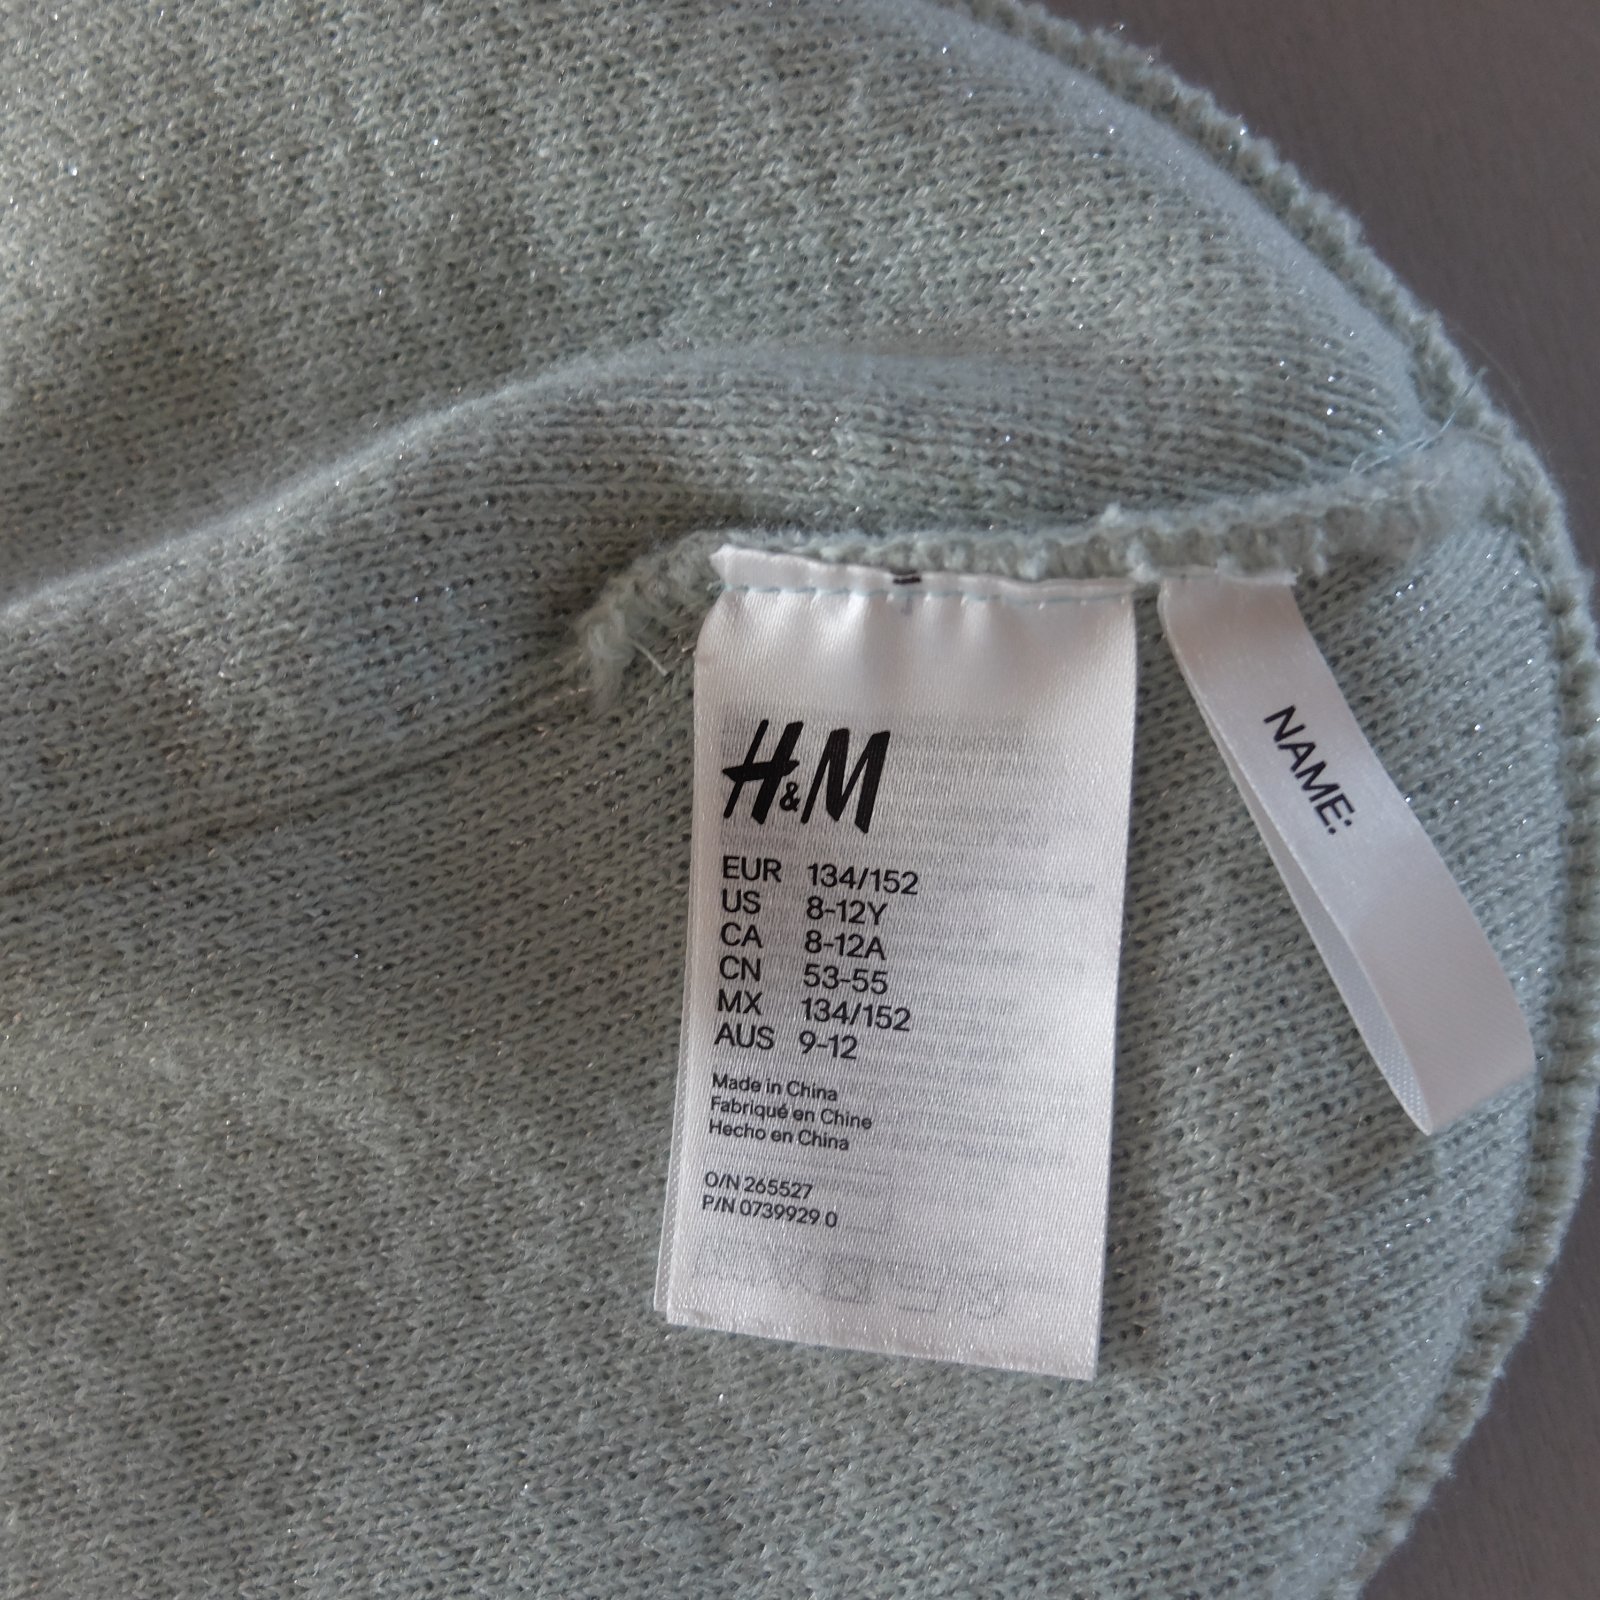 H&M
EUR 134/152
US 8-12Y
CA 8-12A
CN 53-55
MX 134/152
AUS 9-12
Made in China
Fabriqué en Chine
Hecho en China
O/N 265527
P/N 0739929 0
NAME: